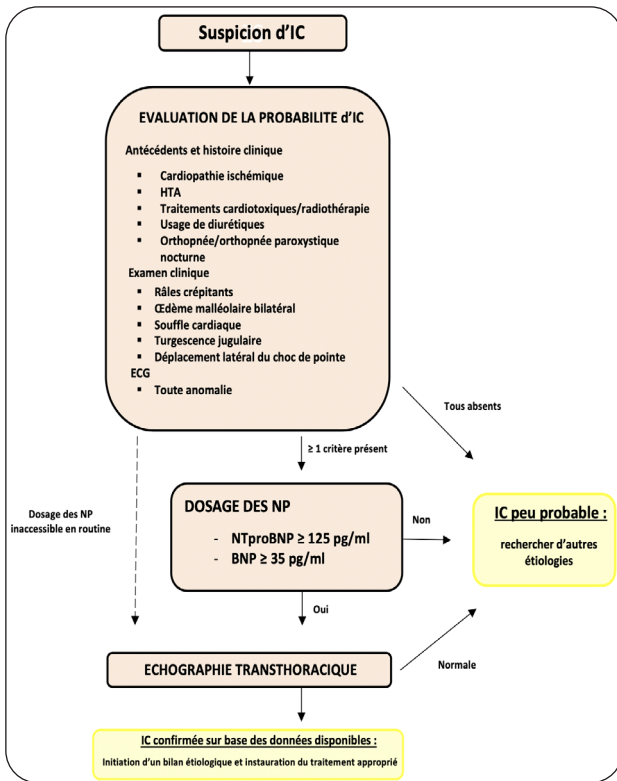 Suspicion d'IC
EVALUATION DE LA PROBABILITE d'IC
Antécédents et histoire clinique
▪ Cardiopathie ischémique
▪ HTA
▪ Traitements cardiotoxiques/radiothérapie
▪ Usage de diurétiques
▪ Orthopnée/orthopnée paroxystique
nocturne
Examen clinique
▪ Râles crépitants
▪ Œdème malléolaire bilatéral
▪ Souffle cardiaque
▪ Turgescence jugulaire
▪ Déplacement latéral du choc de pointe
ECG
▪ Toute anomalie
Tous absents
≥ 1 critère présent
Dosage des NP
inaccessible en routine
DOSAGE DES NP
- NTproBNP ≥ 125 pg/ml
- BNP ≥ 35 pg/ml
Non
IC peu probable :
rechercher d'autres
étiologies
Oui
ECHOGRAPHIE TRANSTHORACIQUE
Normale
IC confirmée sur base des données disponibles :
Initiation d'un bilan étiologique et instauration du traitement approprié